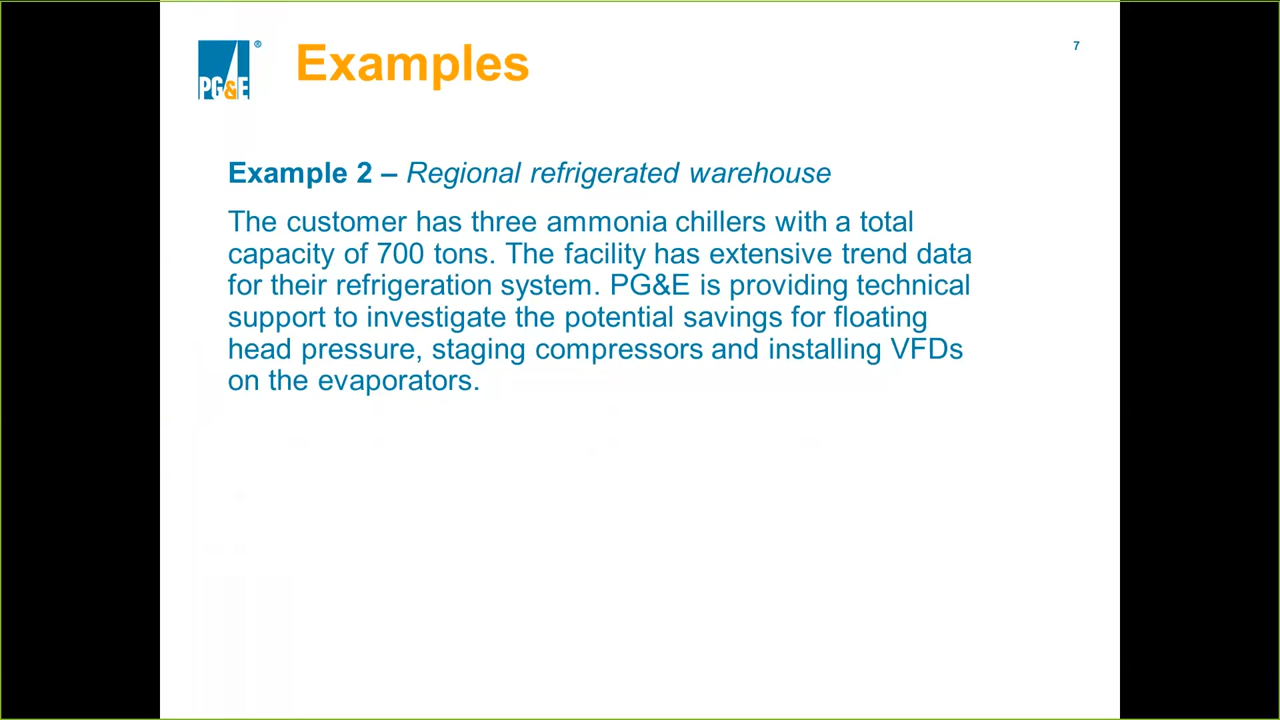 PG&E®
Examples
7
Example 2 – Regional refrigerated warehouse
The customer has three ammonia chillers with a total
capacity of 700 tons. The facility has extensive trend data
for their refrigeration system. PG&E is providing technical
support to investigate the potential savings for floating
head pressure, staging compressors and installing VFDs
on the evaporators.